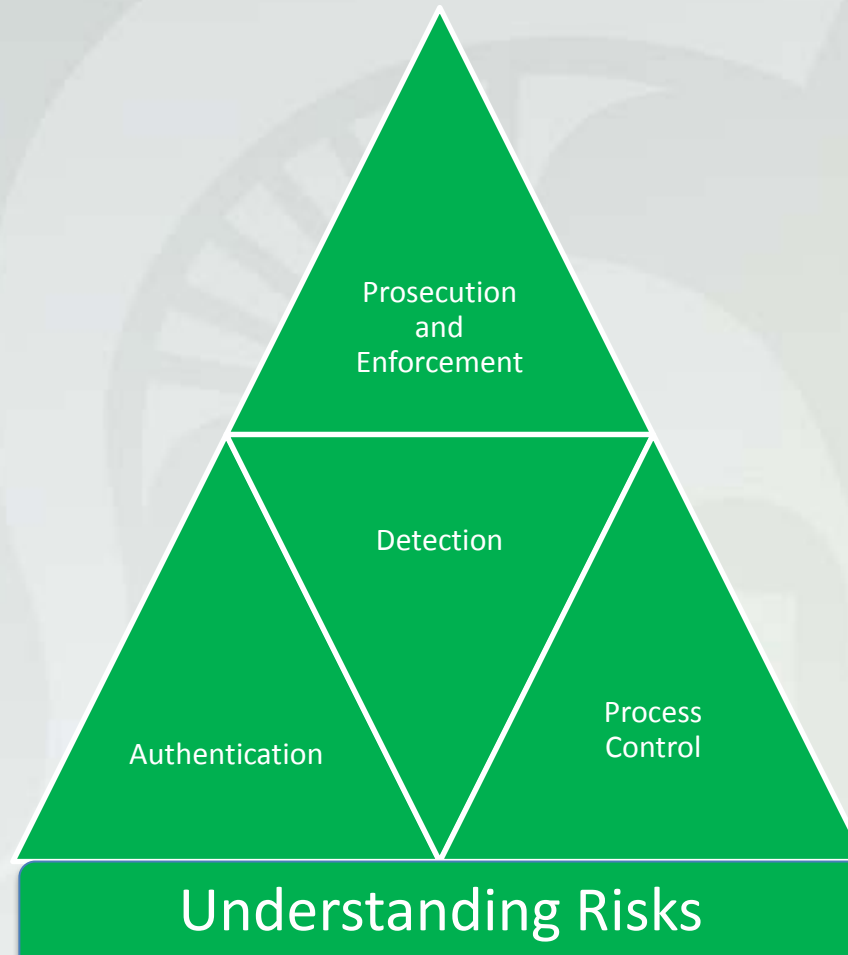 Prosecution
and
Enforcement
Detection
Authentication
Process
Control
Understanding Risks